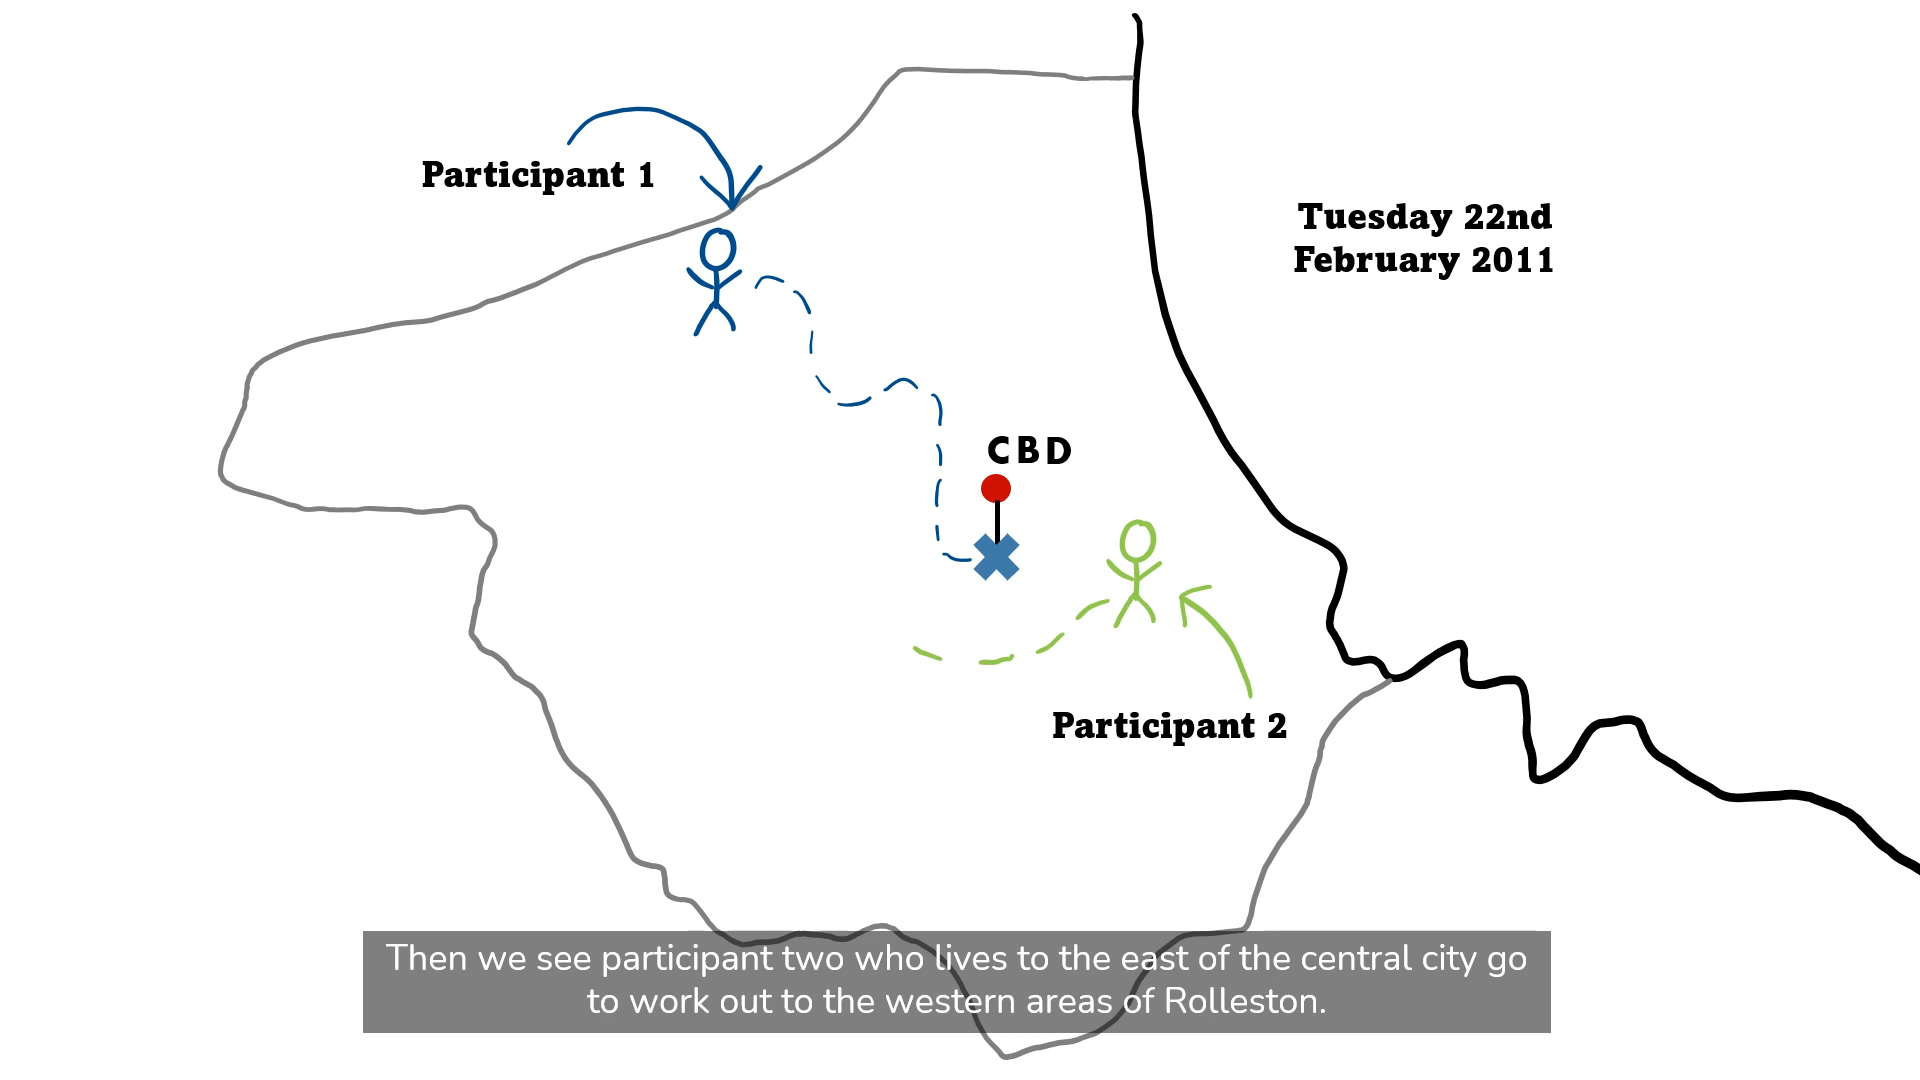 Participant 1
Tuesday 22nd
February 2011
CBD
Participant 2
Then we see participant two who lives to the east of the central city go
to work out to the western areas of Rolleston.